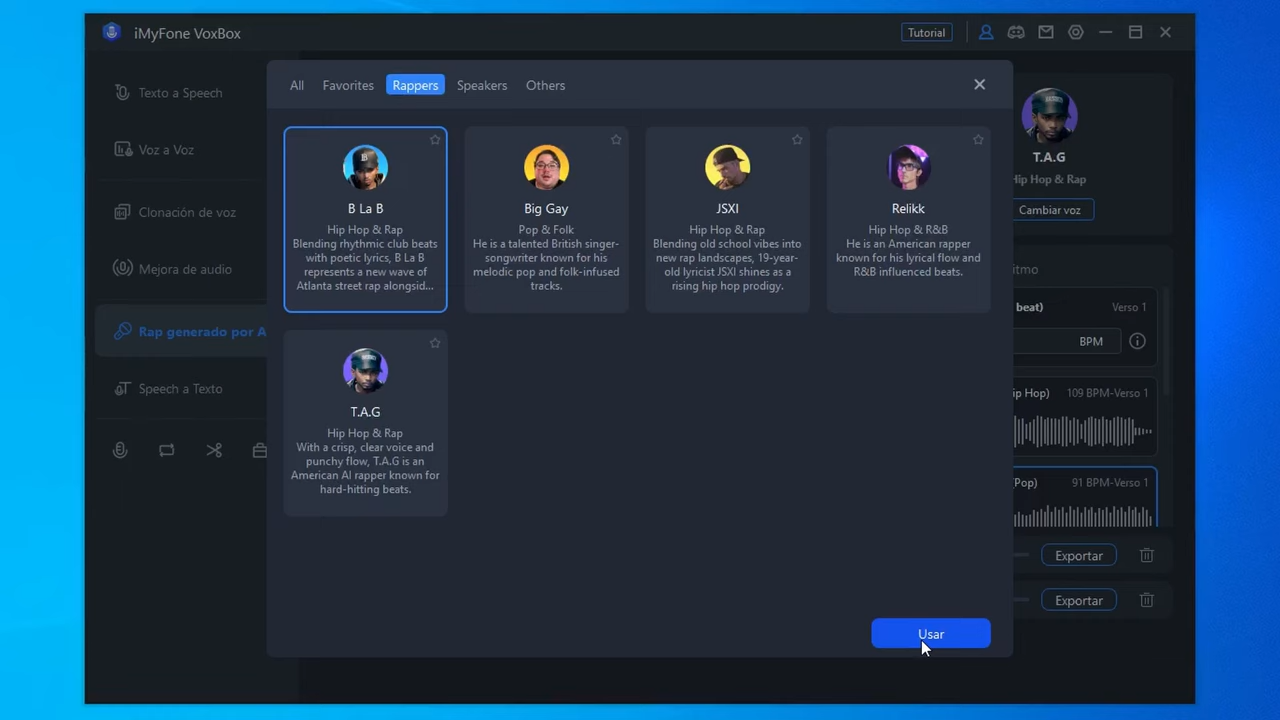 iMyFone VoxBox
Tutorial
All
Favorites
Rappers
Speakers
Others
Texto a Speech
Voz a Voz
Clonación de voz
Mejora de audio
Rap generado por A
Speech a Texto
B La B
Hip Hop & Rap
Blending rhythmic club beats
with poetic lyrics, B La B
represents a new wave of
Atlanta street rap alongsid...
Big Gay
Pop & Folk
He is a talented British singer-
songwriter known for his
melodic pop and folk-infused
tracks.
JSXI
Hip Hop & Rap
Blending old school vibes into
new rap landscapes, 19-year-
old lyricist JSXI shines as a
rising hip hop prodigy.
Relikk
Hip Hop & R&B
He is an American rapper
known for his lyrical flow and
R&B influenced beats.
T.A.G
Hip Hop & Rap
With a crisp, clear voice and
punchy flow, T.A.G is an
American AI rapper known for
hard-hitting beats.
Usar
T.A.G
Hip Hop & Rap
Cambiar voz
itmo
beat)
Verso 1
BPM
ip Hop)
109 BPM-Verso 1
(Pop)
91 BPM-Verso 1
Exportar
Exportar